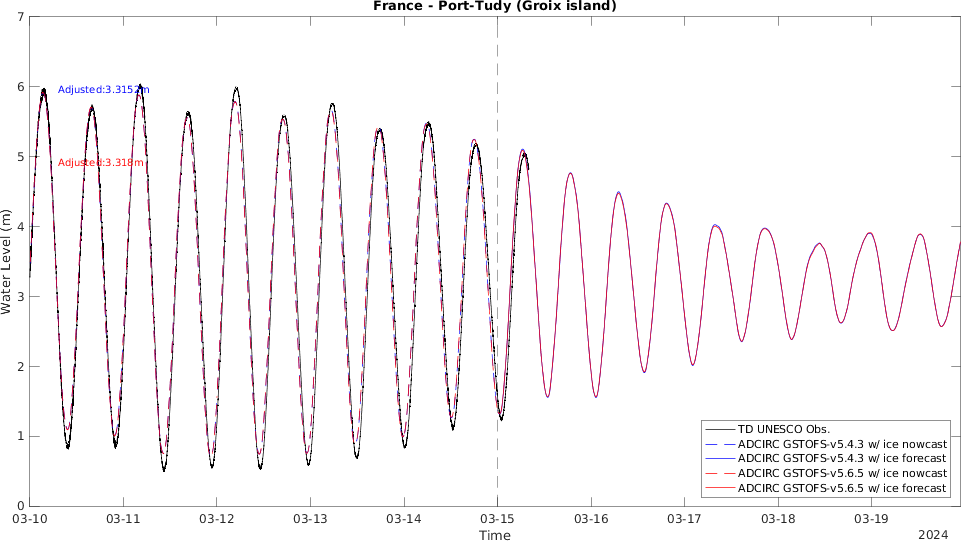 France - Port-Tudy (Groix island)
7
6
5
4
3
2
1
0
Water Level (m)
Adjusted:3.3152m
Adjusted:3.318m
TD UNESCO Obs.
ADCIRC GSTOFS-v5.4.3 w/ ice nowcast
ADCIRC GSTOFS-v5.4.3 w/ ice forecast
ADCIRC GSTOFS-v5.6.5 w/ ice nowcast
ADCIRC GSTOFS-v5.6.5 w/ ice forecast
03-10 03-11 03-12 03-13 03-14 03-15 03-16 03-17 03-18 03-19
Time
2024